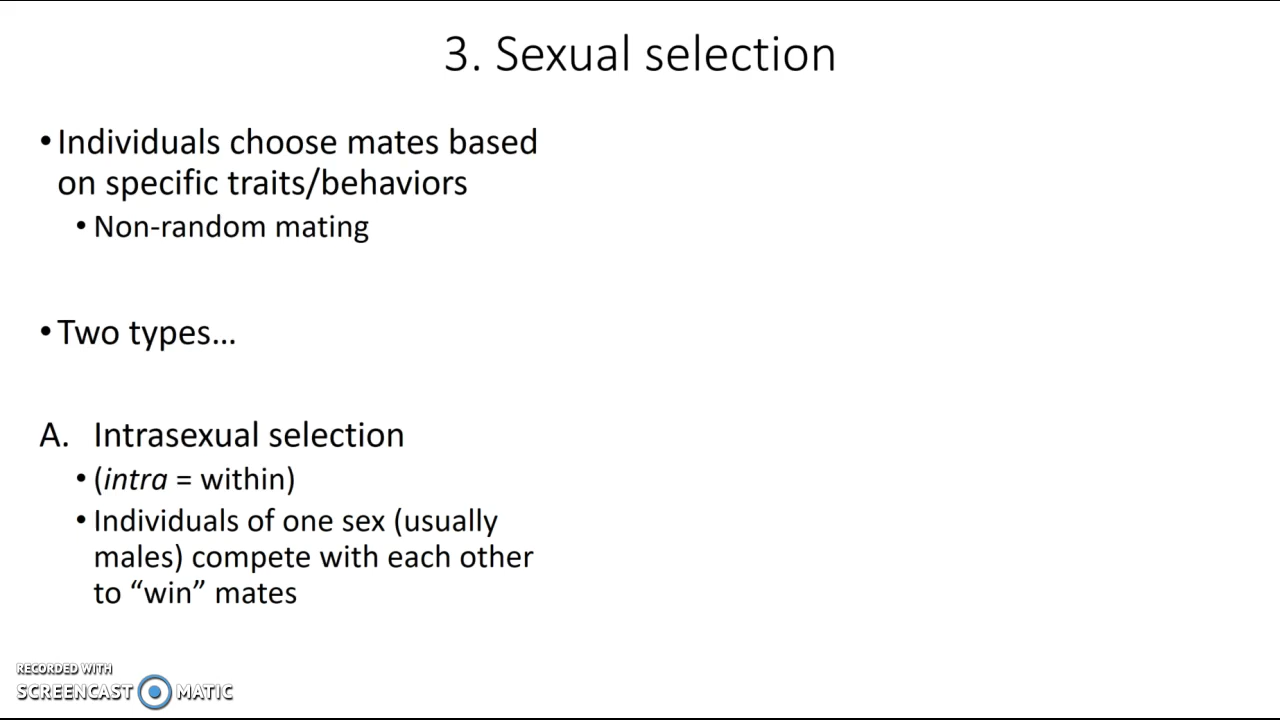 3. Sexual selection
•Individuals choose mates based
on specific traits/behaviors
•Non-random mating
•Two types…
A. Intrasexual selection
•(intra = within)
•Individuals of one sex (usually
males) compete with each other
to “win” mates
RECORDED WITH
SCREENCAST MATIC